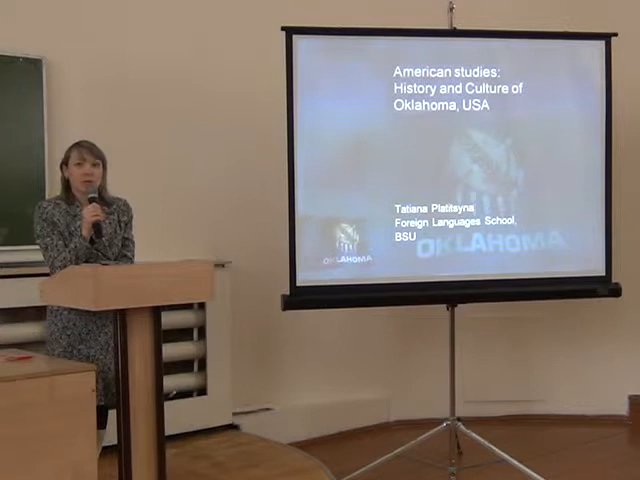 American studies:
History and Culture of
Oklahoma, USA
Tatiana Platitsyna
Foreign Languages School,
BSU
OKLAHOMA
OKLAHOMA